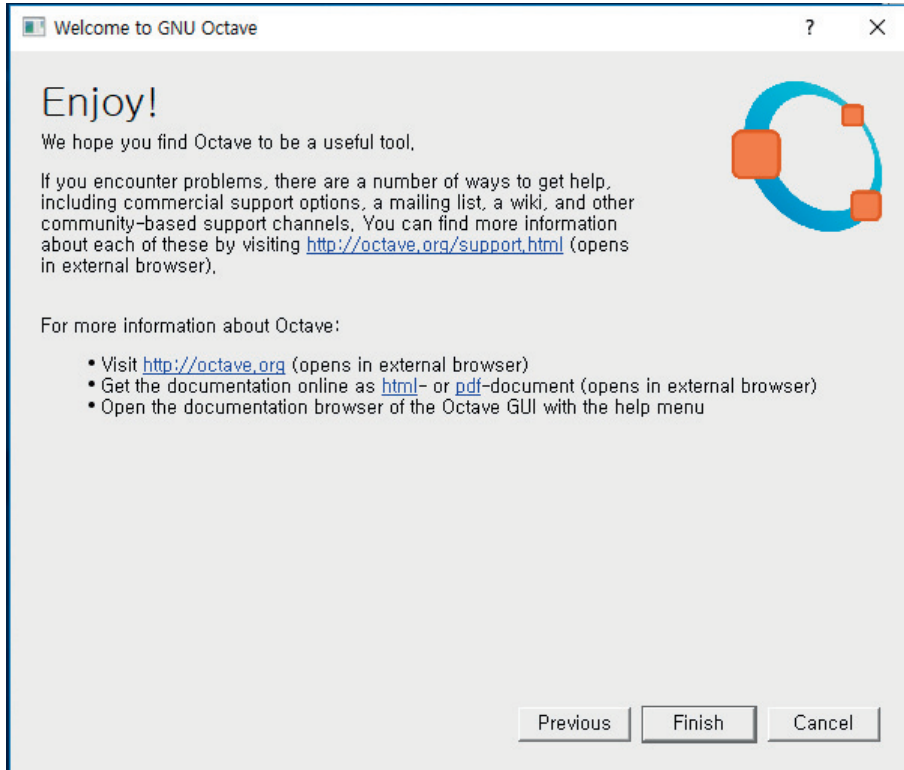 Welcome to GNU Octave
Enjoy!
We hope you find Octave to be a useful tool.
If you encounter problems, there are a number of ways to get help,
including commercial support options, a mailing list, a wiki, and other
community-based support channels. You can find more information
about each of these by visiting http://octave.org/support.html (opens
in external browser).
For more information about Octave:
• Visit http://octave.org (opens in external browser)
• Get the documentation online as html- or pdf-document (opens in external browser)
• Open the documentation browser of the Octave GUI with the help menu
Previous
Finish
Cancel